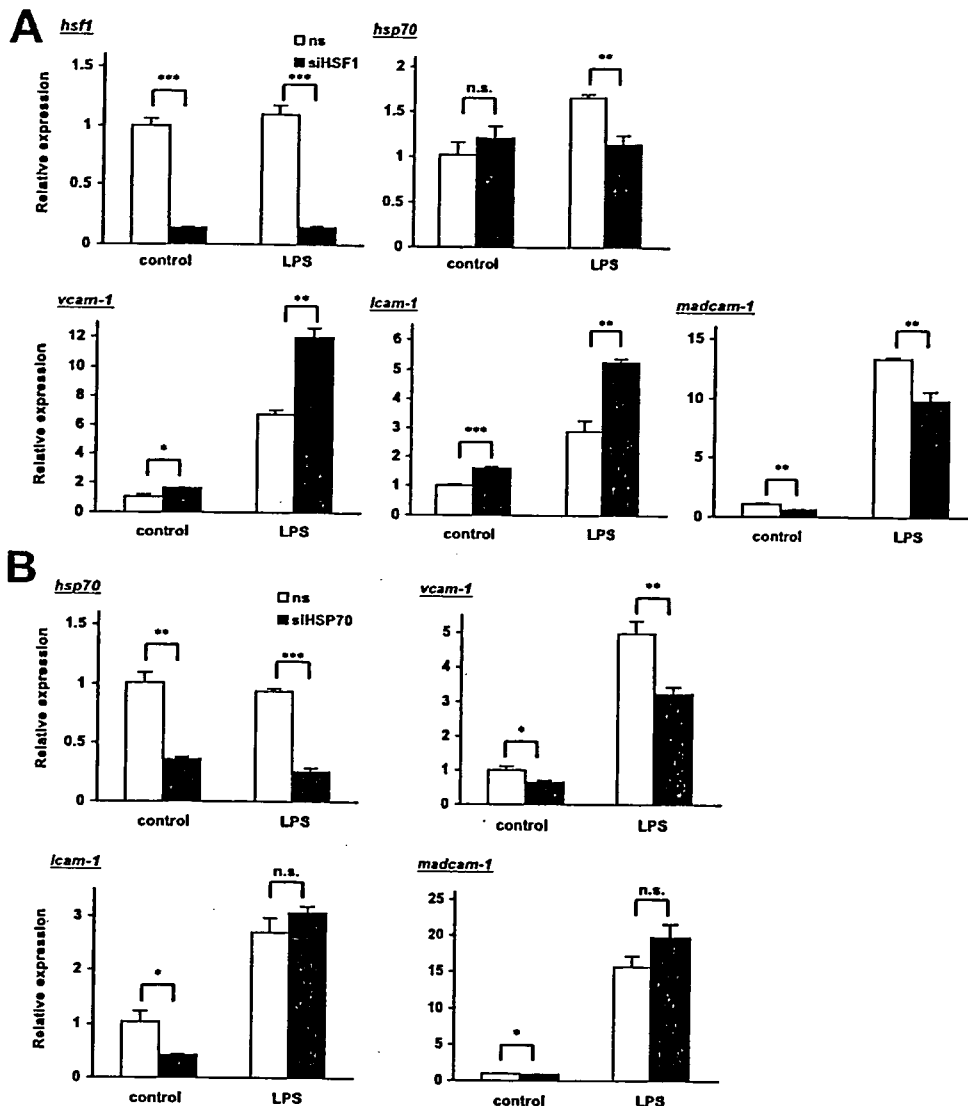 A
hsf1
ns
siHSF1
Relative expression
1.5
1
0.5
0
***
***
control
LPS
hsp70
2
1.5
1
0.5
0
n.s.
**
control
LPS
vcam-1
Relative expression
12
10
8
6
4
2
0
*
**
control
LPS
icam-1
6
5
4
3
2
1
0
***
**
control
LPS
madcam-1
15
10
5
0
**
**
control
LPS
B
hsp70
ns
siHSP70
Relative expression
1.5
1
0.5
0
**
***
control
LPS
vcam-1
5
4
3
2
1
0
*
**
control
LPS
icam-1
Relative expression
3
2
1
0
*
n.s.
control
LPS
madcam-1
25
20
15
10
5
0
*
n.s.
control
LPS